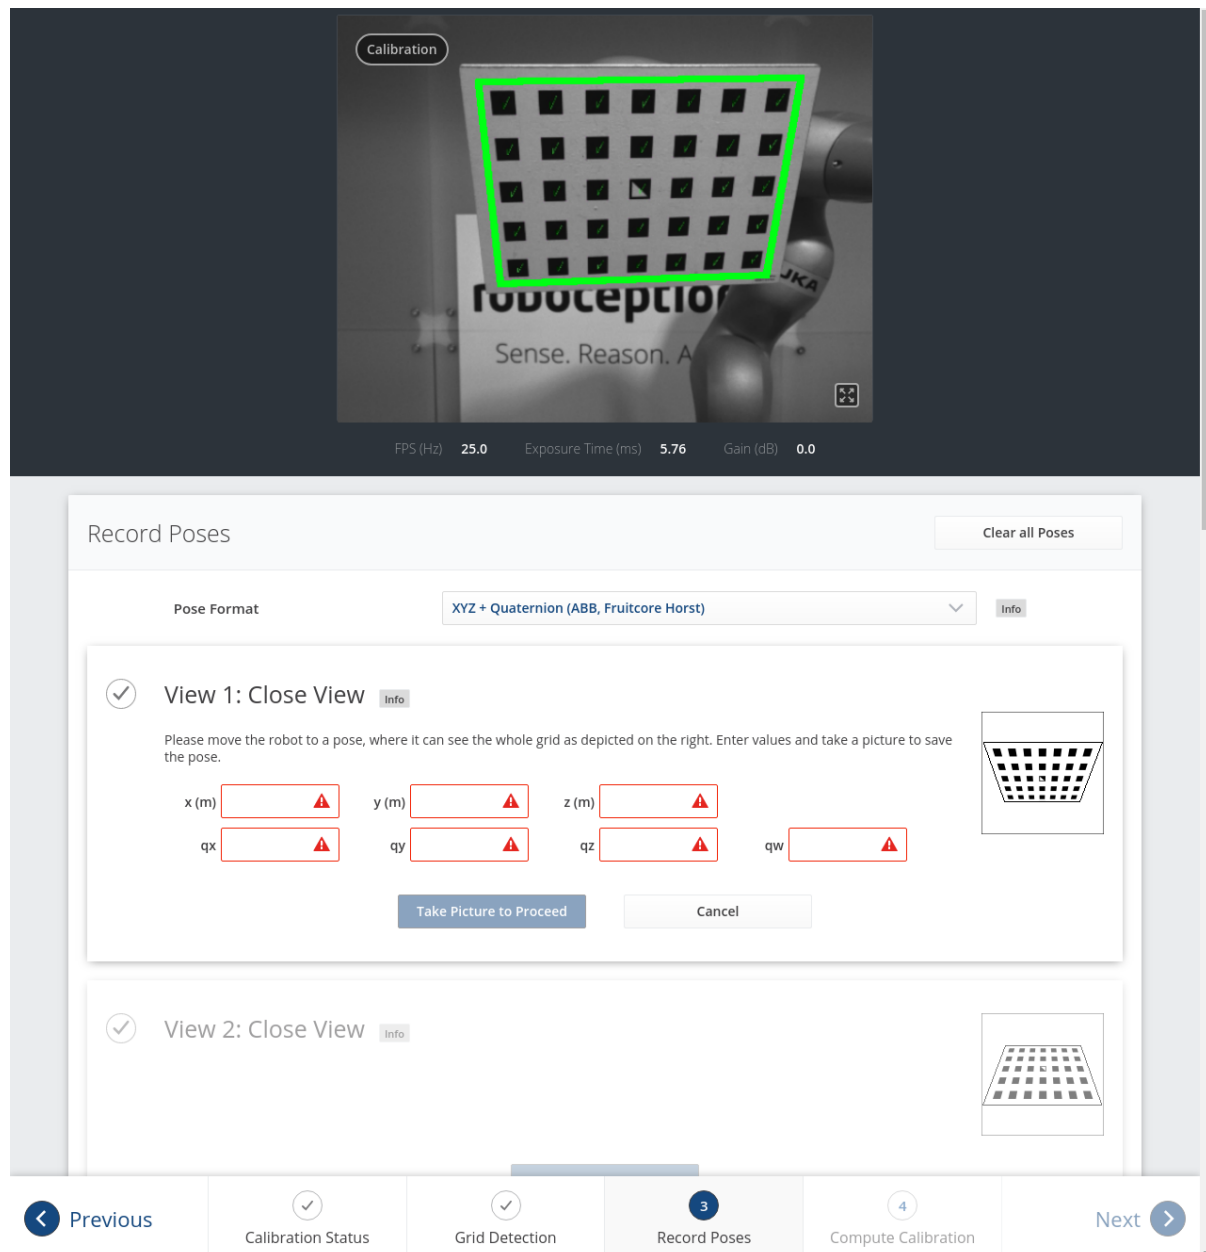 Calibration
roboception
Sense. Reason. A
FPS (Hz) 25.0 Exposure Time (ms) 5.76 Gain (dB) 0.0
Record Poses
Clear all Poses
Pose Format
XYZ + Quaternion (ABB, Fruitcore Horst)
Info
View 1: Close View Info
Please move the robot to a pose, where it can see the whole grid as depicted on the right. Enter values and take a picture to save
the pose.
x (m) y (m) z (m)
qx qy qz qw
Take Picture to Proceed Cancel
View 2: Close View Info
Previous
Calibration Status
Grid Detection
3
Record Poses
4
Compute Calibration
Next